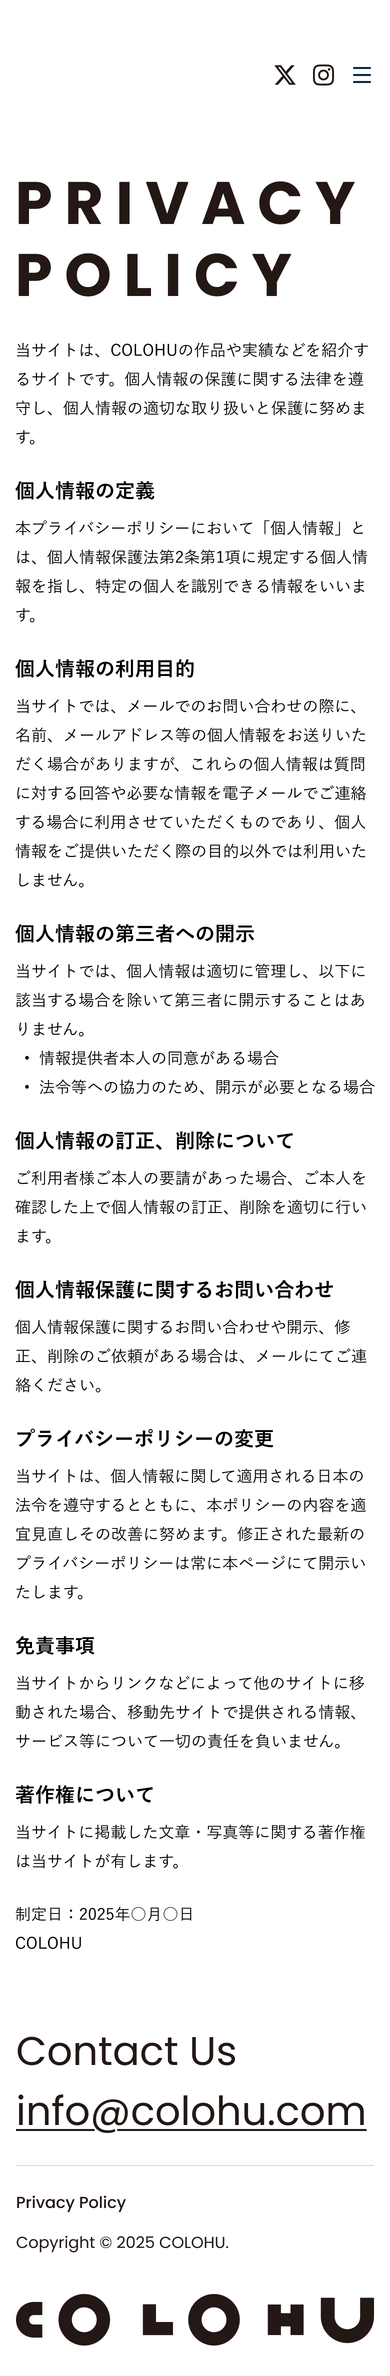 PRIVACY
POLICY
当サイトは、COLOHUの作品や実績などを紹介す
るサイトです。個人情報の保護に関する法律を遵
守し、個人情報の適切な取り扱いと保護に努めま
す。
個人情報の定義
本プライバシーポリシーにおいて「個人情報」と
は、個人情報保護法第2条第1項に規定する個人情
報を指し、特定の個人を識別できる情報をいいま
す。
個人情報の利用目的
当サイトでは、メールでのお問い合わせの際に、
名前、メールアドレス等の個人情報をお送りいた
だく場合がありますが、これらの個人情報は質問
に対する回答や必要な情報を電子メールでご連絡
する場合に利用させていただくものであり、個人
情報をご提供いただく際の目的以外では利用いた
しません。
個人情報の第三者への開示
当サイトでは、個人情報は適切に管理し、以下に
該当する場合を除いて第三者に開示することはあ
りません。
・情報提供者本人の同意がある場合
・法令等への協力のため、開示が必要となる場合
個人情報の訂正、削除について
ご利用者様ご本人の要請があった場合、ご本人を
確認した上で個人情報の訂正、削除を適切に行い
ます。
個人情報保護に関するお問い合わせ
個人情報保護に関するお問い合わせや開示、修
正、削除のご依頼がある場合は、メールにてご連
絡ください。
プライバシーポリシーの変更
当サイトは、個人情報に関して適用される日本の
法令を遵守するとともに、本ポリシーの内容を適
宜見直しその改善に努めます。修正された最新の
プライバシーポリシーは常に本ページにて開示い
たします。
免責事項
当サイトからリンクなどによって他のサイトに移
動された場合、移動先サイトで提供される情報、
サービス等について一切の責任を負いません。
著作権について
当サイトに掲載した文章・写真等に関する著作権
は当サイトが有します。
制定日：2025年〇月〇日
COLOHU
Contact Us
info@colohu.com
Privacy Policy
Copyright © 2025 COLOHU.
COLOHU